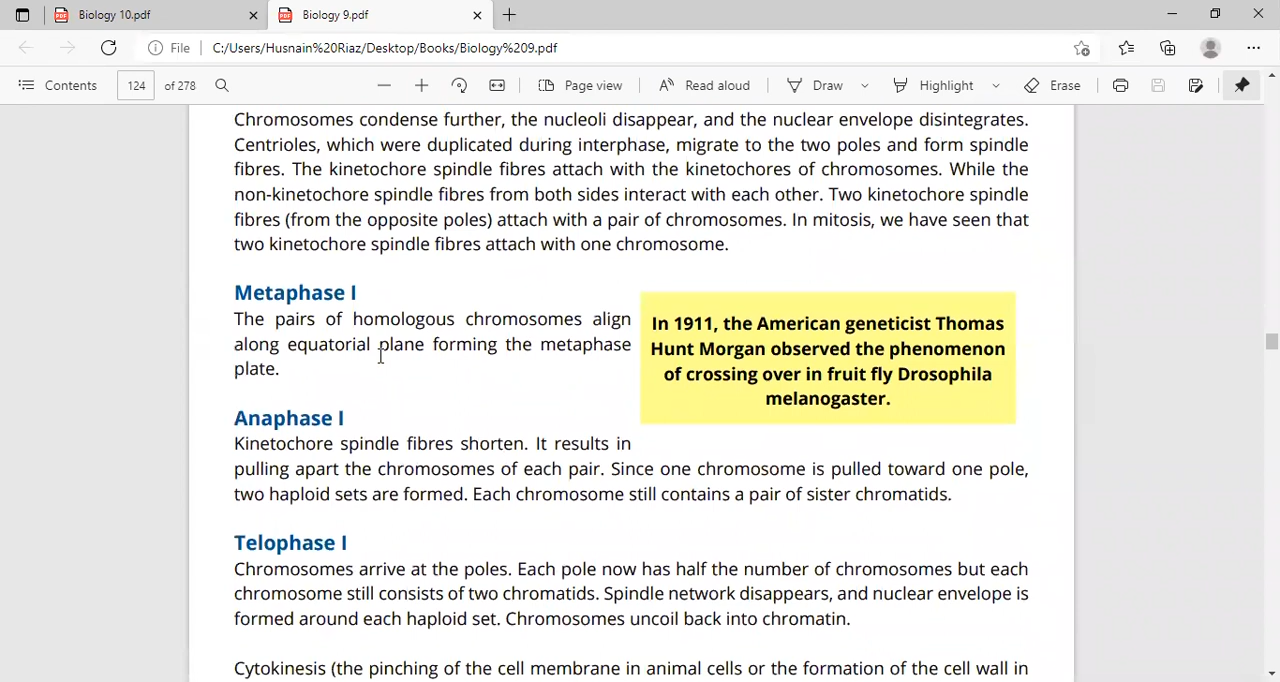 Biology 10.pdf
Biology 9.pdf
File
C:/Users/Husnain%20Riaz/Desktop/Books/Biology%209.pdf
Contents
124 of 278
Page view
Read aloud
Draw
Highlight
Erase
Chromosomes condense further, the nucleoli disappear, and the nuclear envelope disintegrates.
Centrioles, which were duplicated during interphase, migrate to the two poles and form spindle
fibres. The kinetochore spindle fibres attach with the kinetochores of chromosomes. While the
non-kinetochore spindle fibres from both sides interact with each other. Two kinetochore spindle
fibres (from the opposite poles) attach with a pair of chromosomes. In mitosis, we have seen that
two kinetochore spindle fibres attach with one chromosome.
Metaphase I
The pairs of homologous chromosomes align
along equatorial plane forming the metaphase
plate.
In 1911, the American geneticist Thomas
Hunt Morgan observed the phenomenon
of crossing over in fruit fly Drosophila
melanogaster.
Anaphase I
Kinetochore spindle fibres shorten. It results in
pulling apart the chromosomes of each pair. Since one chromosome is pulled toward one pole,
two haploid sets are formed. Each chromosome still contains a pair of sister chromatids.
Telophase I
Chromosomes arrive at the poles. Each pole now has half the number of chromosomes but each
chromosome still consists of two chromatids. Spindle network disappears, and nuclear envelope is
formed around each haploid set. Chromosomes uncoil back into chromatin.
Cytokinesis (the pinching of the cell membrane in animal cells or the formation of the cell wall in